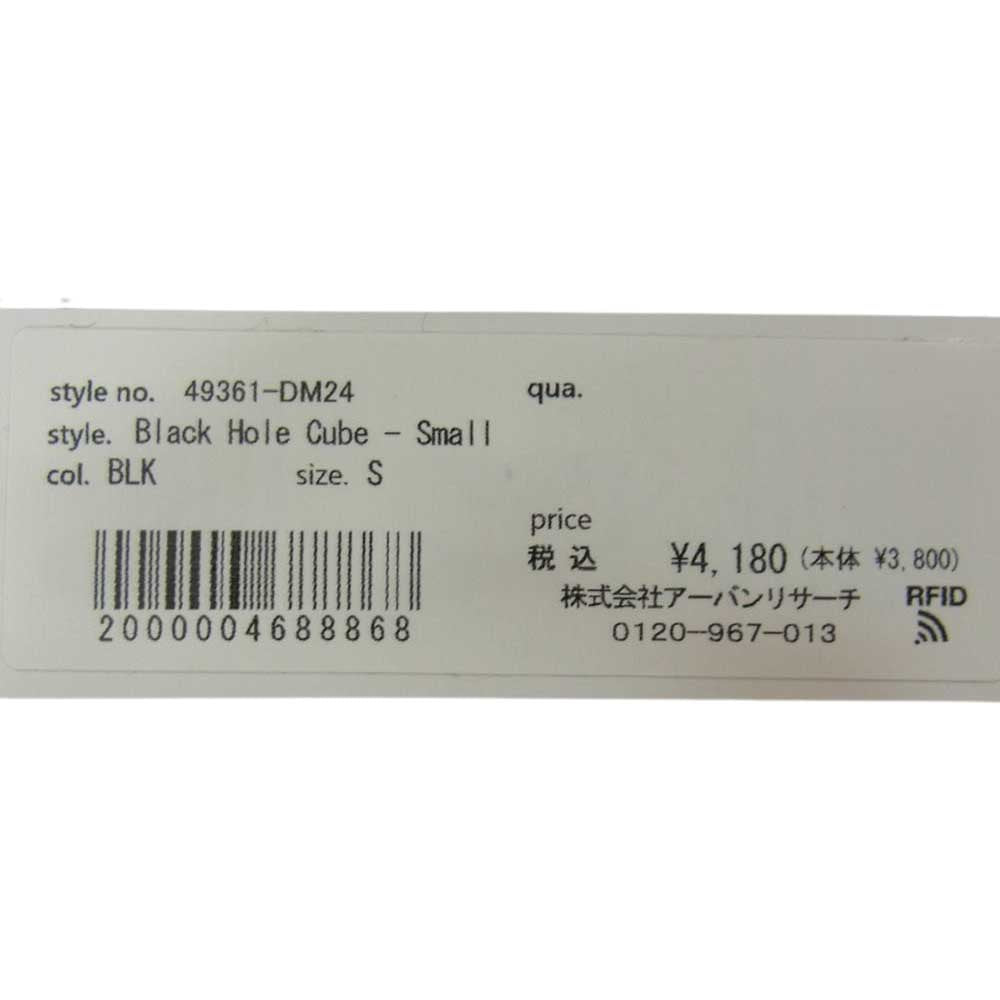 style no. 49361-DM24
qua.
style. Black Hole Cube - Small
col. BLK size. S
price
税込 ¥4,180 (本体 ¥3,800)
株式会社アーバンリサーチ RFID
2000004688868
0120-967-013